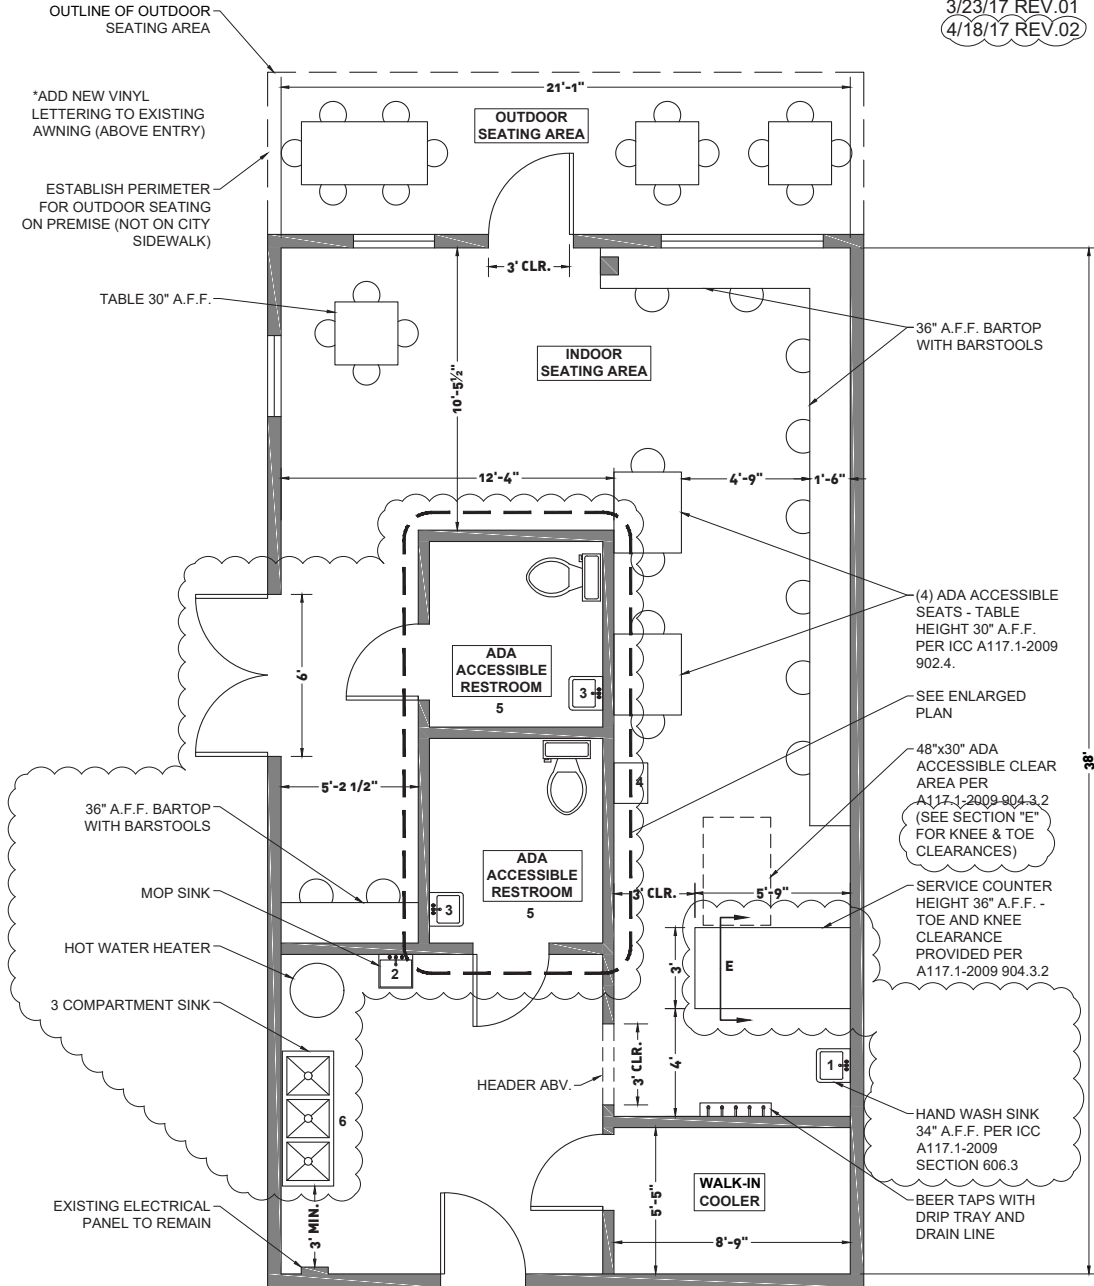 3/23/17 REV.01
4/18/17 REV.02
OUTLINE OF OUTDOOR
SEATING AREA
*ADD NEW VINYL
LETTERING TO EXISTING
AWNING (ABOVE ENTRY)
ESTABLISH PERIMETER
FOR OUTDOOR SEATING
ON PREMISE (NOT ON CITY
SIDEWALK)
21'-1"
OUTDOOR
SEATING AREA
3' CLR.
TABLE 30" A.F.F.
INDOOR
SEATING AREA
10'-5½"
36" A.F.F. BARTOP
WITH BARSTOOLS
12'-4"
4'-9"
1'-6"
(4) ADA ACCESSIBLE
SEATS - TABLE
HEIGHT 30" A.F.F.
PER ICC A117.1-2009
902.4.
ADA
ACCESSIBLE
RESTROOM
5
3
6'
SEE ENLARGED
PLAN
38'
5'-2 1/2"
4
48"x30" ADA
ACCESSIBLE CLEAR
AREA PER
A117.1-2009 904.3.2
(SEE SECTION "E"
FOR KNEE & TOE
CLEARANCES)
36" A.F.F. BARTOP
WITH BARSTOOLS
ADA
ACCESSIBLE
RESTROOM
5
3
3' CLR.
5'-9"
MOP SINK
2
SERVICE COUNTER
HEIGHT 36" A.F.F. -
TOE AND KNEE
CLEARANCE
PROVIDED PER
A117.1-2009 904.3.2
HOT WATER HEATER
3'
E
3 COMPARTMENT SINK
6
HEADER ABV.
3' CLR.
4'
1
HAND WASH SINK
34" A.F.F. PER ICC
A117.1-2009
SECTION 606.3
EXISTING ELECTRICAL
PANEL TO REMAIN
3' MIN.
5'-5"
WALK-IN
COOLER
8'-9"
BEER TAPS WITH
DRIP TRAY AND
DRAIN LINE